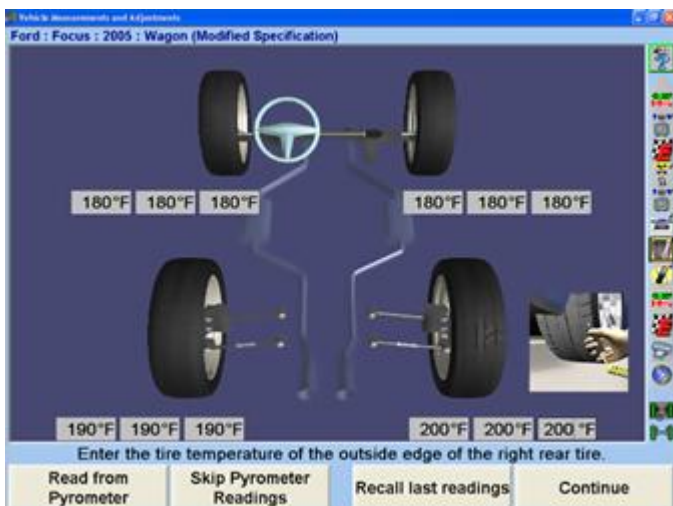 Vehicle Measurements and Adjustments
Ford : Focus : 2005 : Wagon (Modified Specification)
180°F 180°F 180°F 180°F 180°F 180°F
190°F 190°F 190°F 200°F 200°F 200.°F
Enter the tire temperature of the outside edge of the right rear tire.
Read from Pyrometer
Skip Pyrometer Readings
Recall last readings
Continue